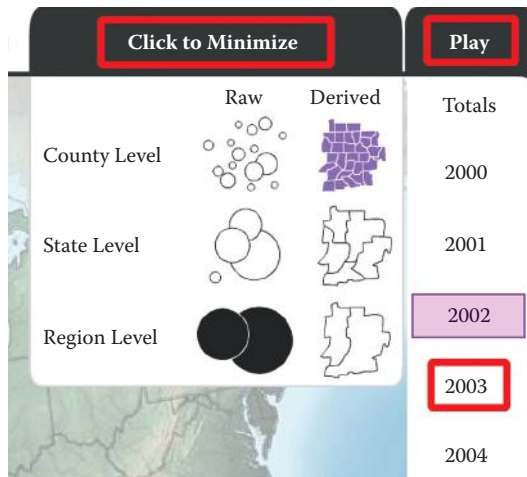 Click to Minimize
Play
Raw Derived
Totals
County Level
2000
State Level
2001
2002
Region Level
2003
2004